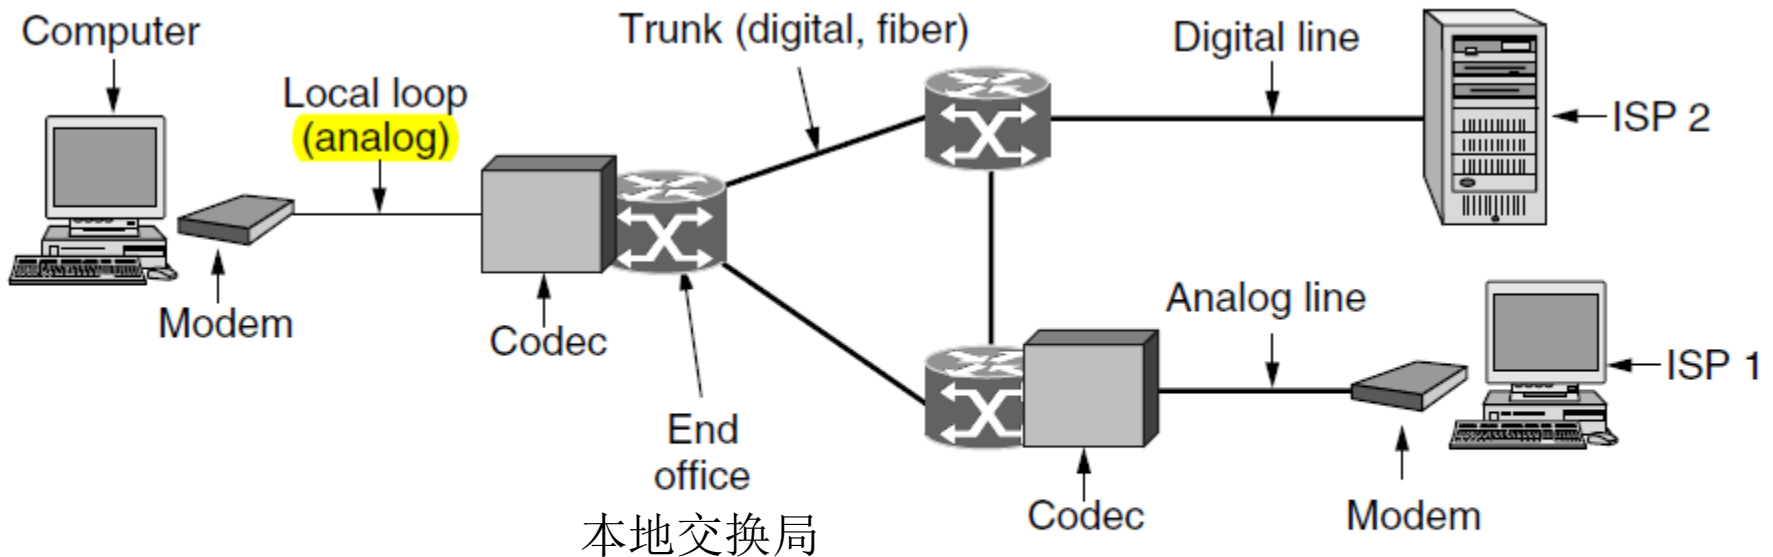 Computer
Local loop
(analog)
Trunk (digital, fiber)
Digital line
ISP 2
Modem
Codec
End
office
本地交换局
Analog line
ISP 1
Codec
Modem